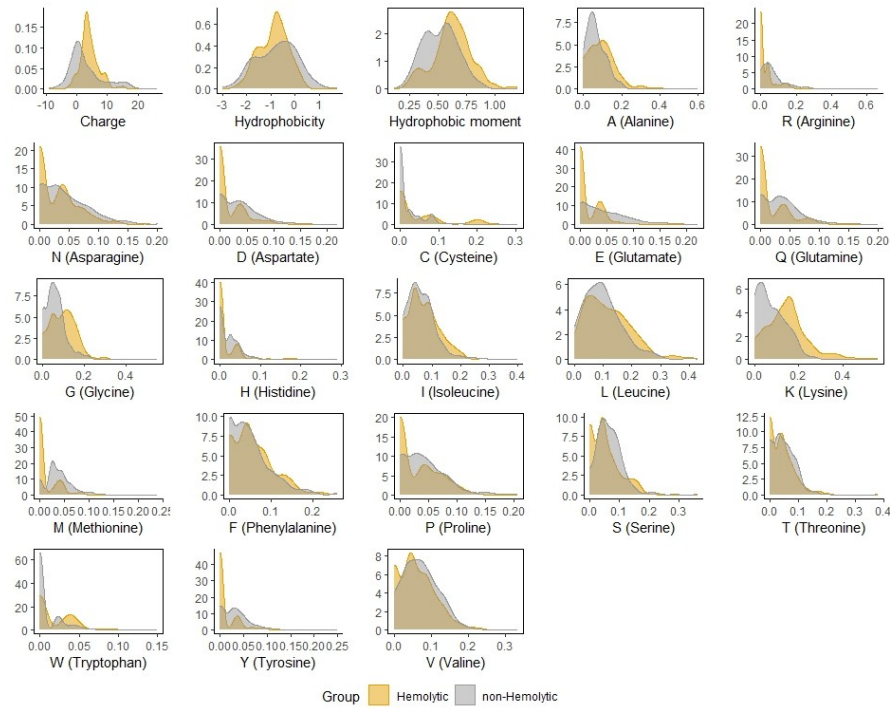 0.15
0.10
0.05
0.00
-10 0 10 20
Charge
0.6
0.4
0.2
0.0
-3 -2 -1 0 1
Hydrophobicity
2
1
0
0.25 0.50 0.75 1.00
Hydrophobic moment
7.5
5.0
2.5
0.0
0.0 0.2 0.4 0.6
A (Alanine)
20
15
10
5
0
0.0 0.2 0.4 0.6
R (Arginine)
20
15
10
5
0
0.00 0.05 0.10 0.15 0.20
N (Asparagine)
30
20
10
0
0.00 0.05 0.10 0.15 0.20
D (Aspartate)
30
20
10
0
0.0 0.1 0.2 0.3
C (Cysteine)
40
30
20
10
0
0.00 0.05 0.10 0.15 0.20
E (Glutamate)
30
20
10
0
0.00 0.05 0.10 0.15 0.20
Q (Glutamine)
7.5
5.0
2.5
0.0
0.0 0.2 0.4
G (Glycine)
40
30
20
10
0
0.0 0.1 0.2 0.3
H (Histidine)
7.5
5.0
2.5
0.0
0.0 0.1 0.2 0.3 0.4
I (Isoleucine)
6
4
2
0
0.0 0.1 0.2 0.3 0.4
L (Leucine)
6
4
2
0
0.0 0.2 0.4
K (Lysine)
50
40
30
20
10
0
0.00 0.05 0.10 0.15 0.20 0.25
M (Methionine)
10.0
7.5
5.0
2.5
0.0
0.0 0.1 0.2
F (Phenylalanine)
20
15
10
5
0
0.00 0.05 0.10 0.15 0.20
P (Proline)
10.0
7.5
5.0
2.5
0.0
0.0 0.1 0.2 0.3
S (Serine)
12.5
10.0
7.5
5.0
2.5
0.0
0.0 0.1 0.2 0.3 0.4
T (Threonine)
60
40
20
0
0.00 0.05 0.10 0.15
W (Tryptophan)
40
30
20
10
0
0.00 0.05 0.10 0.15 0.20 0.25
Y (Tyrosine)
8
6
4
2
0
0.0 0.1 0.2 0.3
V (Valine)
Group Hemolytic non-Hemolytic